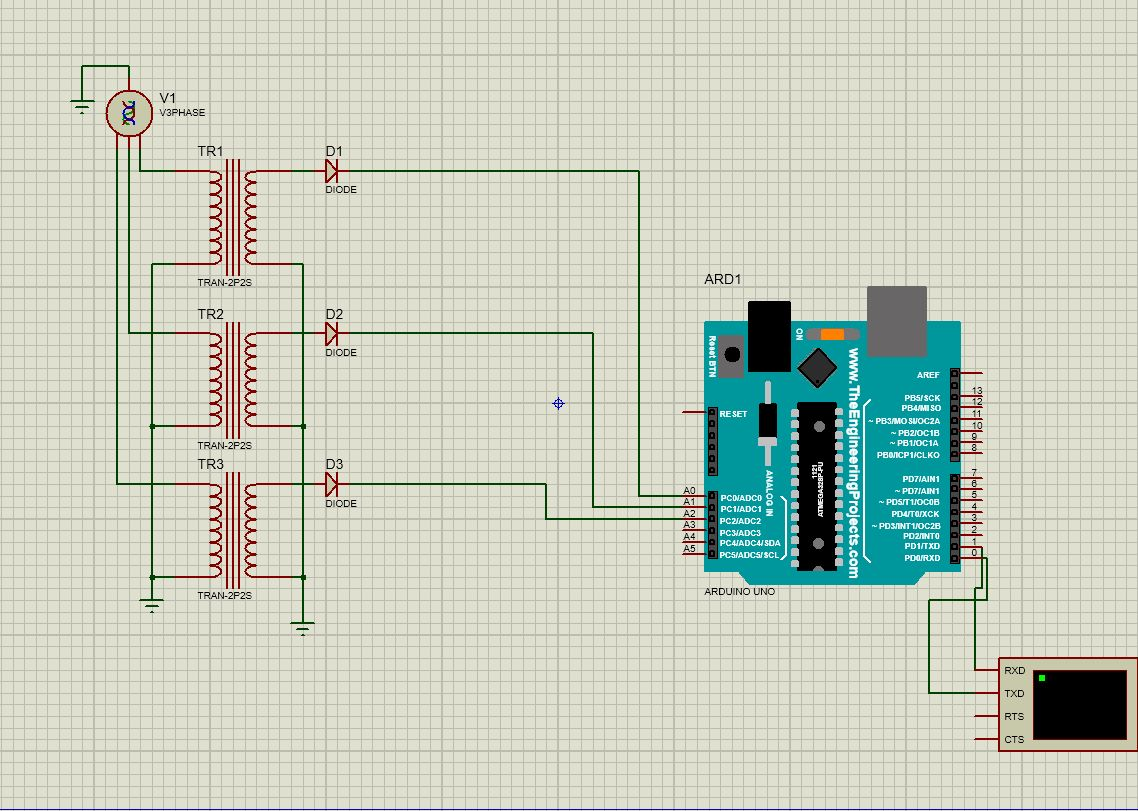 V1
V3PHASE
TR1
D1
DIODE
TRAN-2P2S
TR2
D2
DIODE
TRAN-2P2S
TR3
D3
DIODE
TRAN-2P2S
ARD1
ON
Reset BTN
www.TheEngineeringProjects.com
RESET
ANALOG IN
1121
ATMEGA328P-PU
A0
A1
A2
A3
A4
A5
PC0/ADC0
PC1/ADC1
PC2/ADC2
PC3/ADC3
PC4/ADC4/SDA
PC5/ADC5/SCL
AREF
PB5/SCK 13
PB4/MISO 12
~ PB3/MOSI/OC2A 11
~ PB2/OC1B 10
~ PB1/OC1A 9
PB0/ICP1/CLKO 8
PD7/AIN1 7
~ PD7/AIN1 6
~ PD5/T1/OC0B 5
PD4/T0/XCK 4
~ PD3/INT1/OC2B 3
PD2/INT0 2
PD1/TXD 1
PD0/RXD 0
ARDUINO UNO
RXD
TXD
RTS
CTS